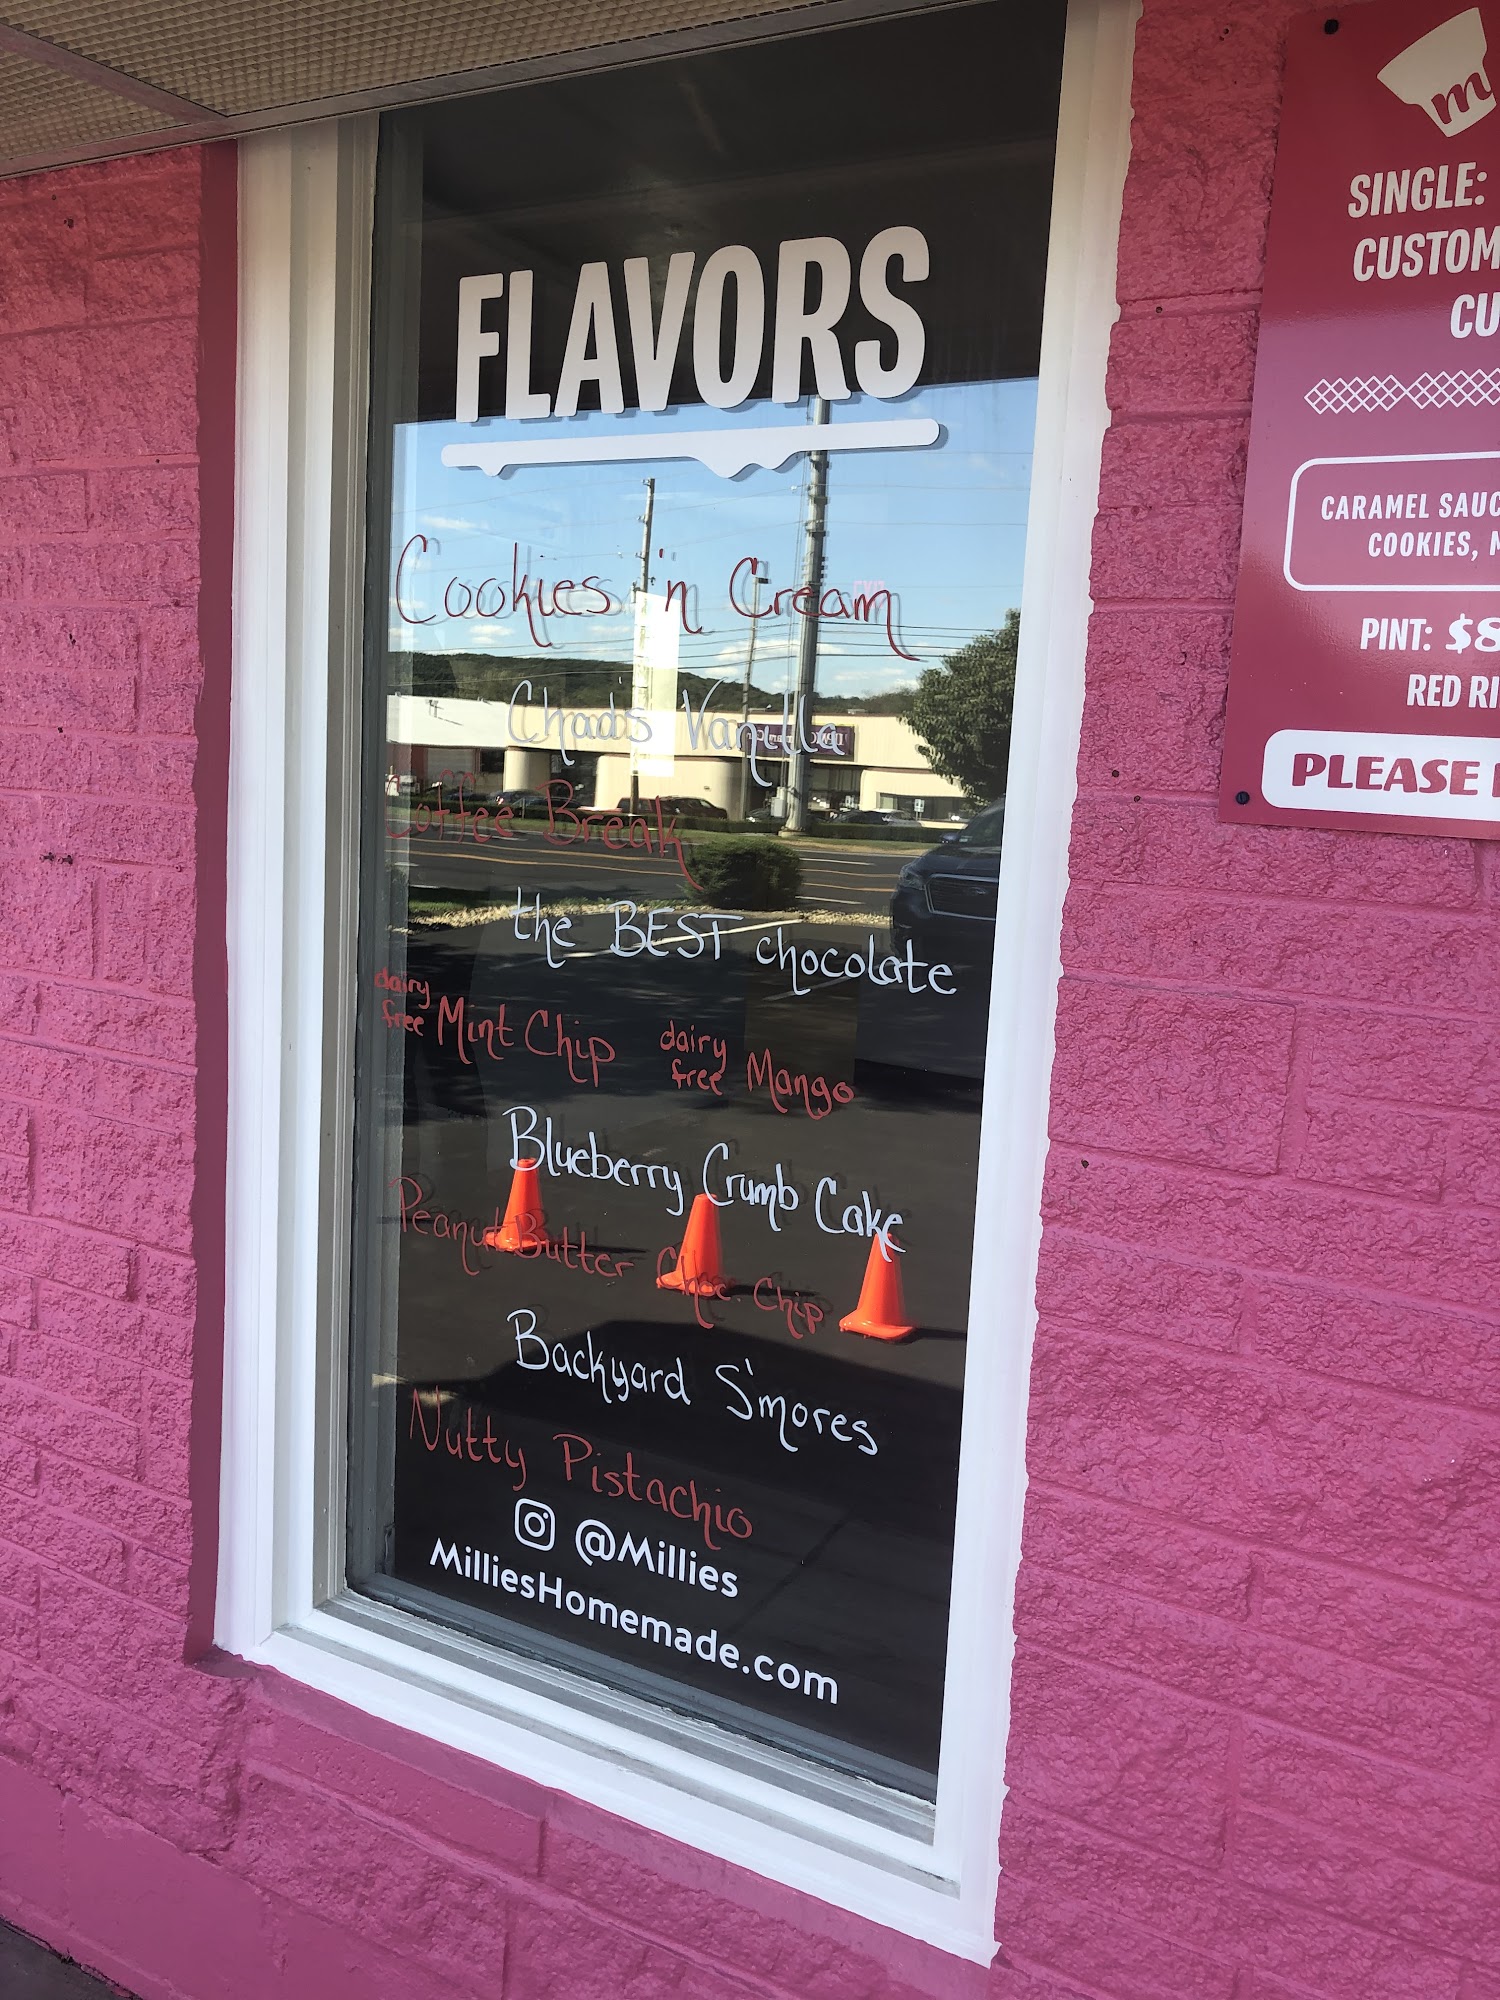 FLAVORS
Cookies 'n Cream
Chad's Vanilla
Coffee Break
the BEST chocolate
dairy free Mint Chip dairy free Mango
Blueberry Crumb Cake
Peanut Butter Choc. Chip
Backyard S'mores
Nutty Pistachio
@Millies
MilliesHomemade.com
m
SINGLE:
CUSTOM
CU
CARAMEL SAUC
COOKIES,
PINT: $8
RED RI
PLEASE